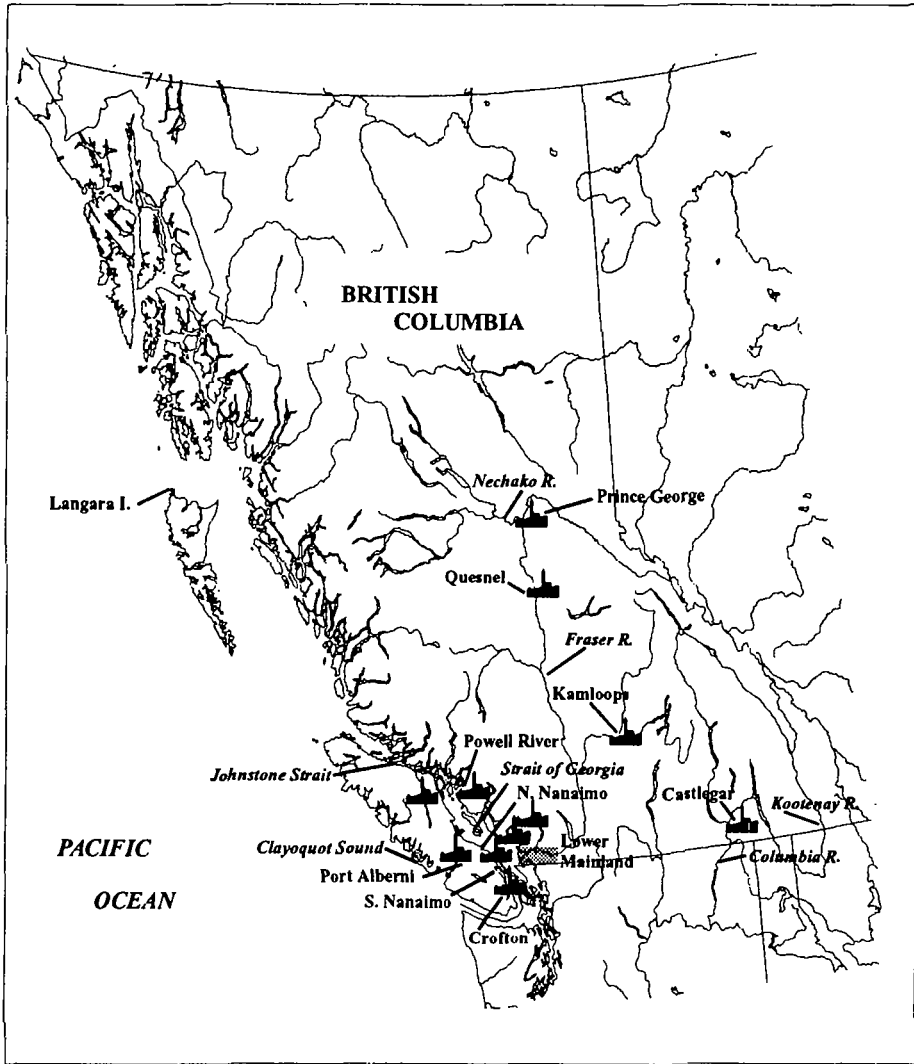 BRITISH
COLUMBIA
Nechako R.
Prince George
Langara I.
Quesnel
Fraser R.
Kamloops
Powell River
Johnstone Strait
Strait of Georgia
N. Nanaimo
Castlegar
Kootenay R.
PACIFIC
OCEAN
Clayoquot Sound
Lower
Mainland
Port Alberni
Columbia R.
S. Nanaimo
Crofton